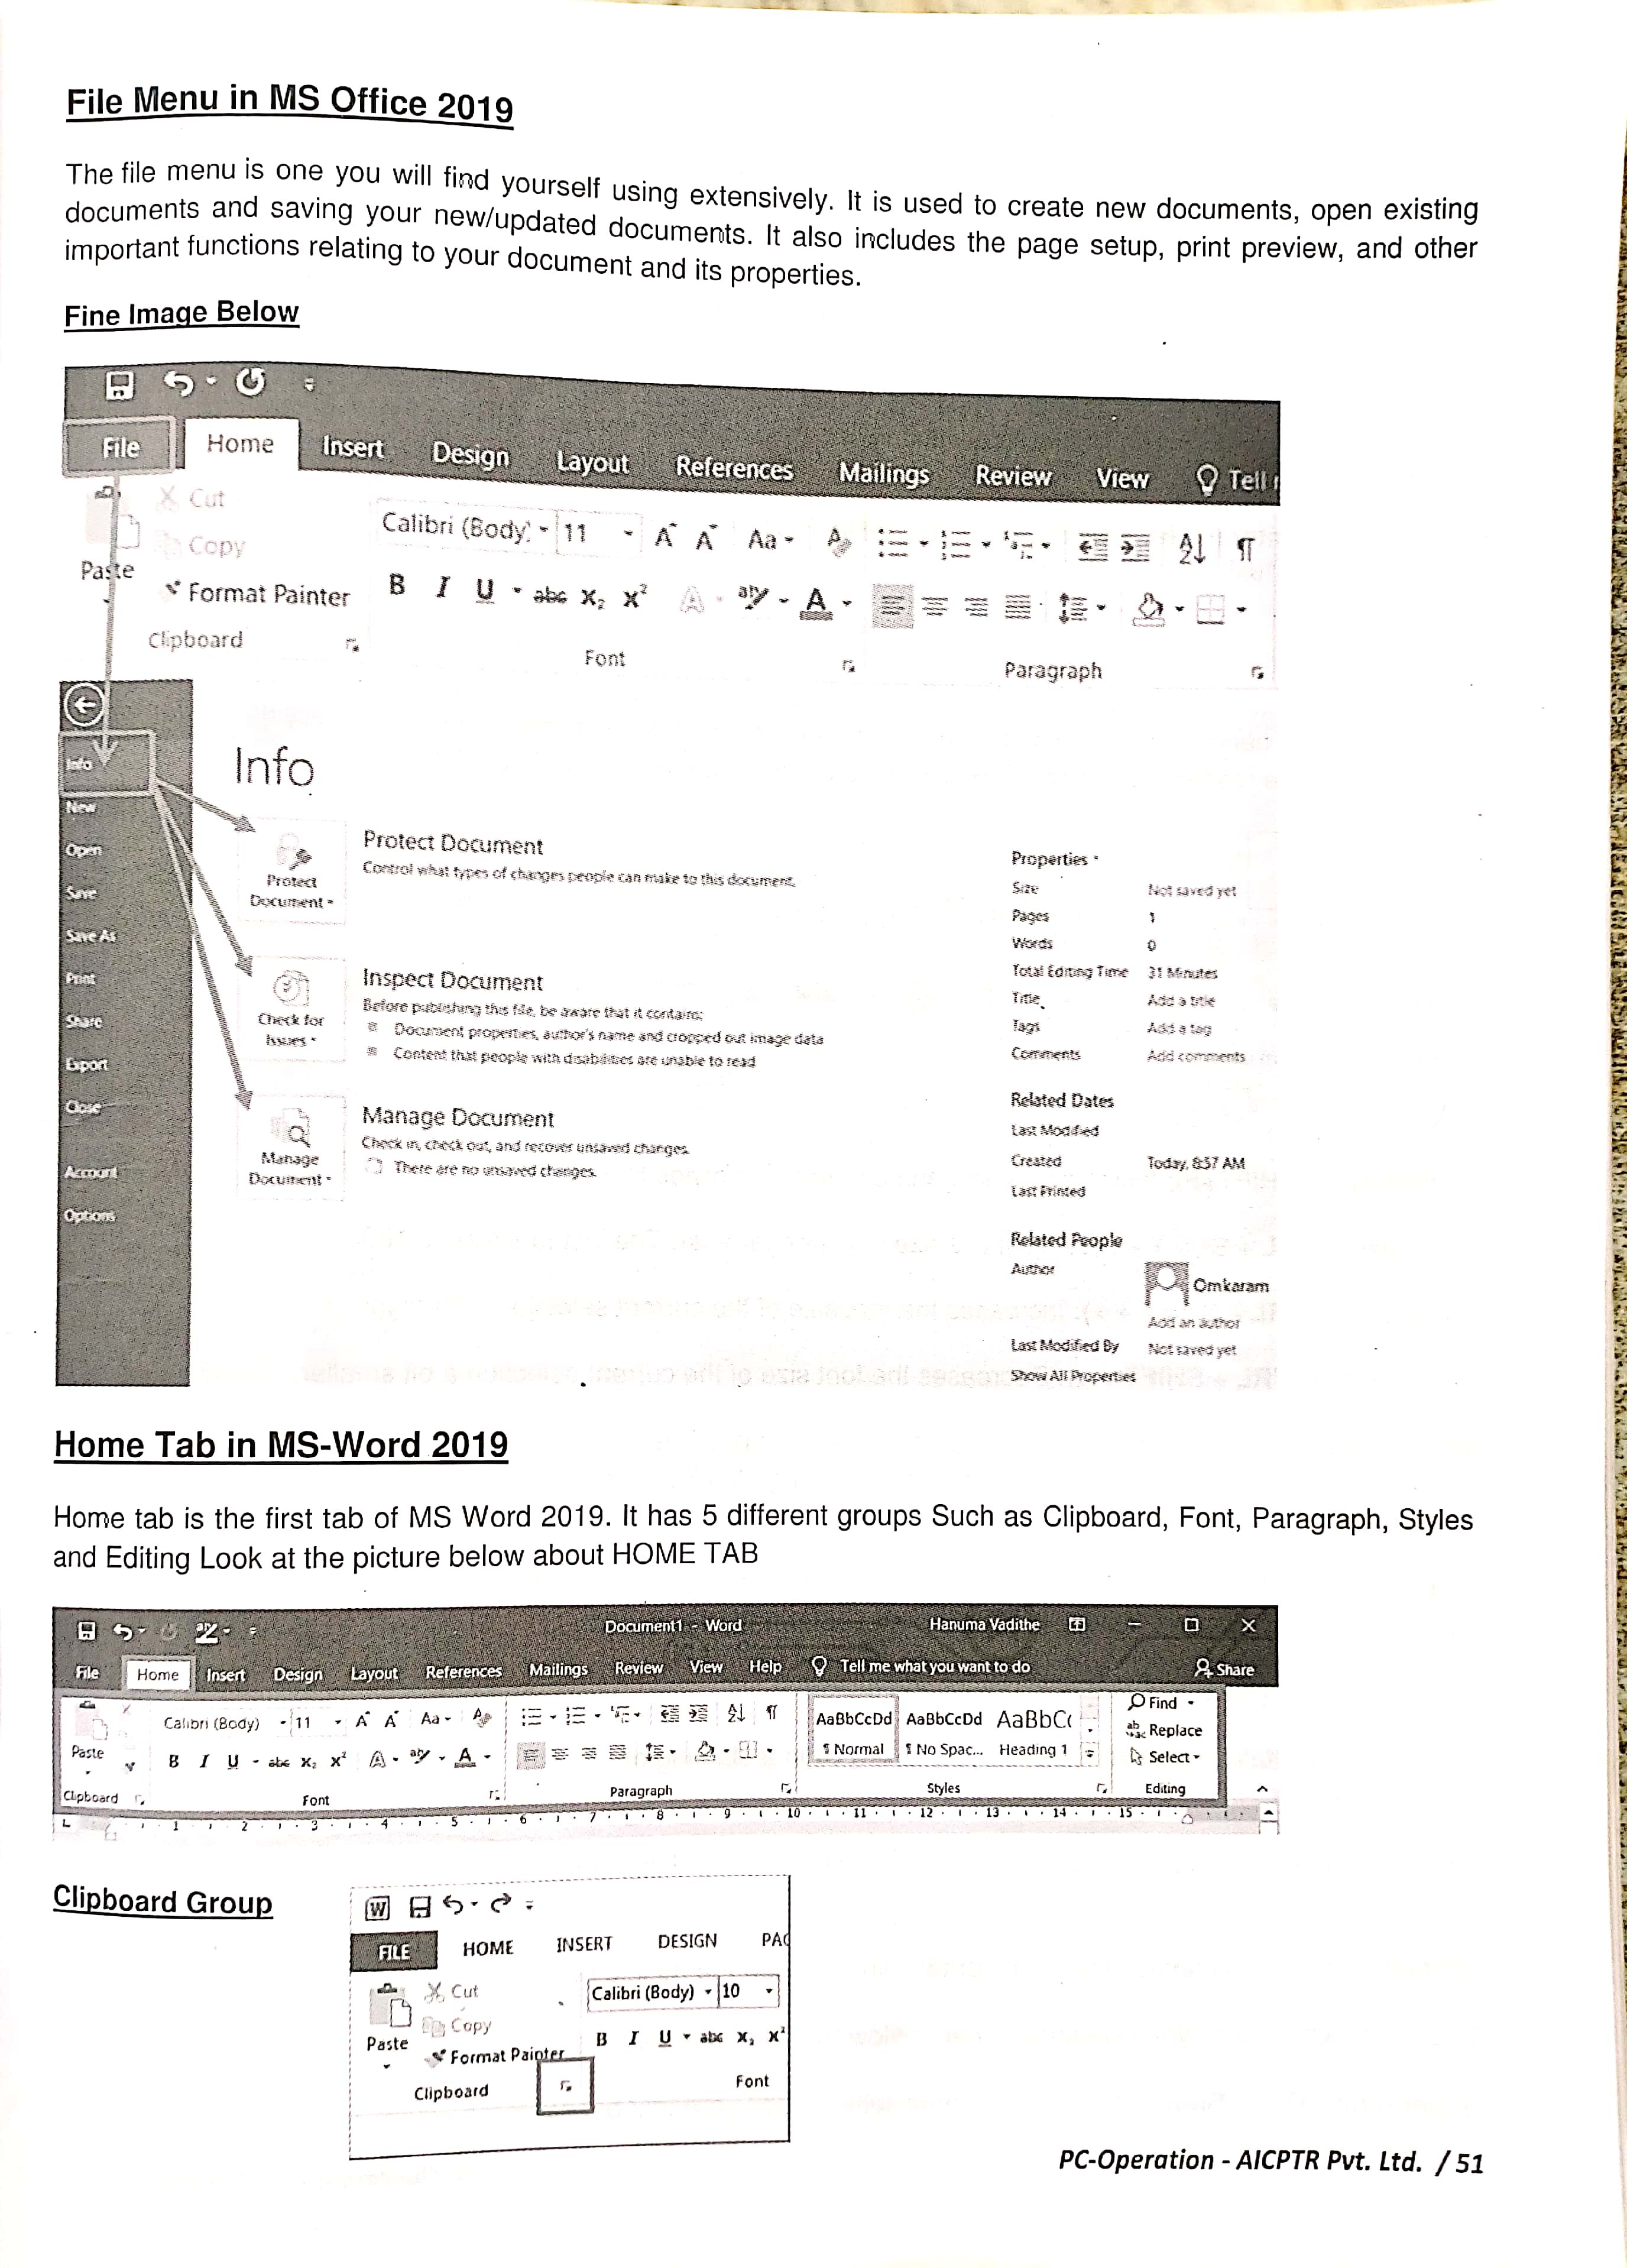 File Menu in MS Office 2019
The file menu is one you will find yourself using extensively. It is used to create new documents, open existing
documents and saving your new/updated documents. It also includes the page setup, print preview, and other
important functions relating to your document and its properties.
Fine Image Below
File Home Insert Design Layout References Mailings Review View Tell
Cut
Copy
Paste
Format Painter
Clipboard
Calibri (Body) 11 A A Aa
B I U abc X₂ X² A aby A
Font
Paragraph
Info
New
Open
Save
Save As
Print
Share
Export
Close
Account
Options
Info
Protect
Document
Protect Document
Control what types of changes people can make to this document.
Check for
Issues
Inspect Document
Before publishing this file, be aware that it contains:
Document properties, author's name and cropped out image data
Content that people with disabilities are unable to read
Manage
Document
Manage Document
Check in, check out, and recover unsaved changes.
There are no unsaved changes.
Properties
Size Not saved yet
Pages 1
Words 0
Total Editing Time 31 Minutes
Title Add a title
Tags Add a tag
Comments Add comments
Related Dates
Last Modified
Created Today, 8:57 AM
Last Printed
Related People
Author Omkaram
Add an author
Last Modified By Not saved yet
Show All Properties
Home Tab in MS-Word 2019
Home tab is the first tab of MS Word 2019. It has 5 different groups Such as Clipboard, Font, Paragraph, Styles
and Editing Look at the picture below about HOME TAB
Document1 - Word Hanuma Vadithe
File Home Insert Design Layout References Mailings Review View Help Tell me what you want to do Share
Paste
Clipboard
Calibri (Body) 11 A A Aa
B I U abc X₂ X² A aby A
Font
Paragraph
AaBbCcDd AaBbCcDd AaBbCc
¶ Normal ¶ No Spac... Heading 1
Styles
Find
Replace
Select
Editing
1 2 3 4 5 6 7 8 9 10 11 12 13 14 15
Clipboard Group
FILE HOME INSERT DESIGN PAG
Cut
Copy
Paste
Format Painter
Clipboard
Calibri (Body) 10
B I U abc X₂ X²
Font
PC-Operation - AICPTR Pvt. Ltd. / 51